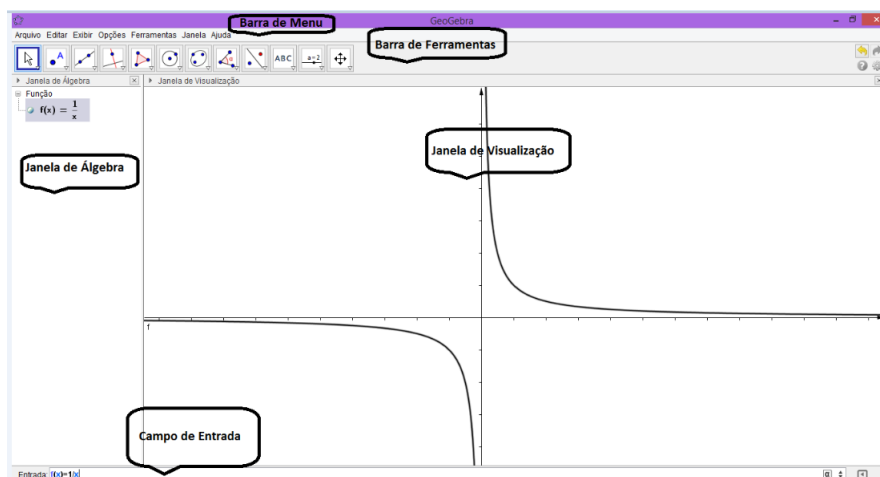 Barra de Menu
GeoGebra
Arquivo Editar Exibir Opções Ferramentas Janela Ajuda
Barra de Ferramentas
A
α
ABC
a=2
Janela de Álgebra
Janela de Visualização
Função
f(x) = 1/x
Janela de Visualização
Janela de Álgebra
f
Campo de Entrada
Entrada: f(x)=1/x
α